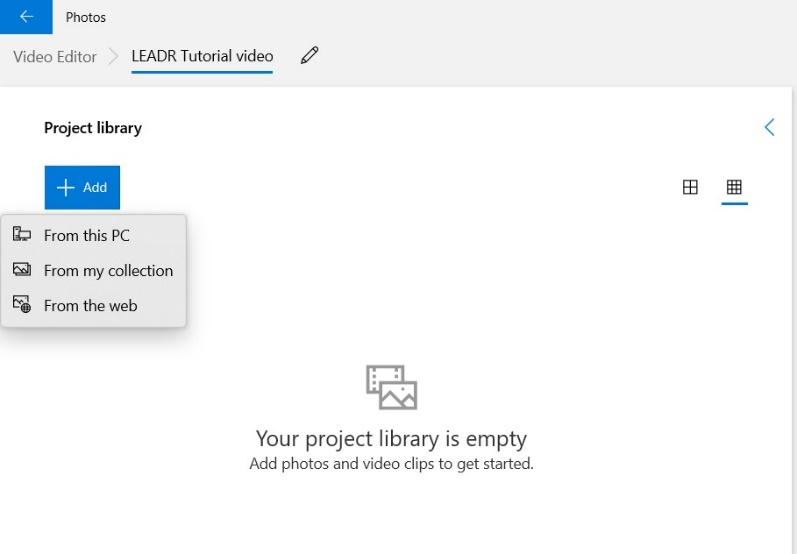 Photos
Video Editor LEADR Tutorial video
Project library
Add
From this PC
From my collection
From the web
Your project library is empty
Add photos and video clips to get started.